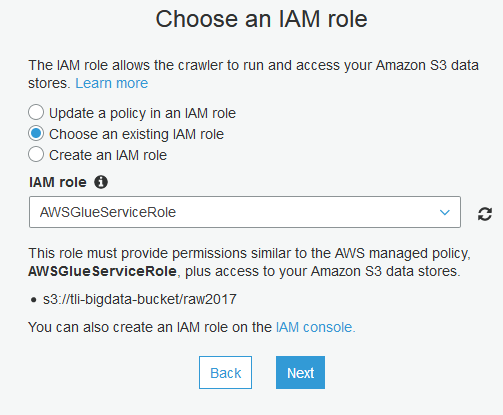 Choose an IAM role
The IAM role allows the crawler to run and access your Amazon S3 data
stores. Learn more
Update a policy in an IAM role
Choose an existing IAM role
Create an IAM role
IAM role
AWSGlueServiceRole
This role must provide permissions similar to the AWS managed policy,
AWSGlueServiceRole, plus access to your Amazon S3 data stores.
• s3://tli-bigdata-bucket/raw2017
You can also create an IAM role on the IAM console.
Back Next